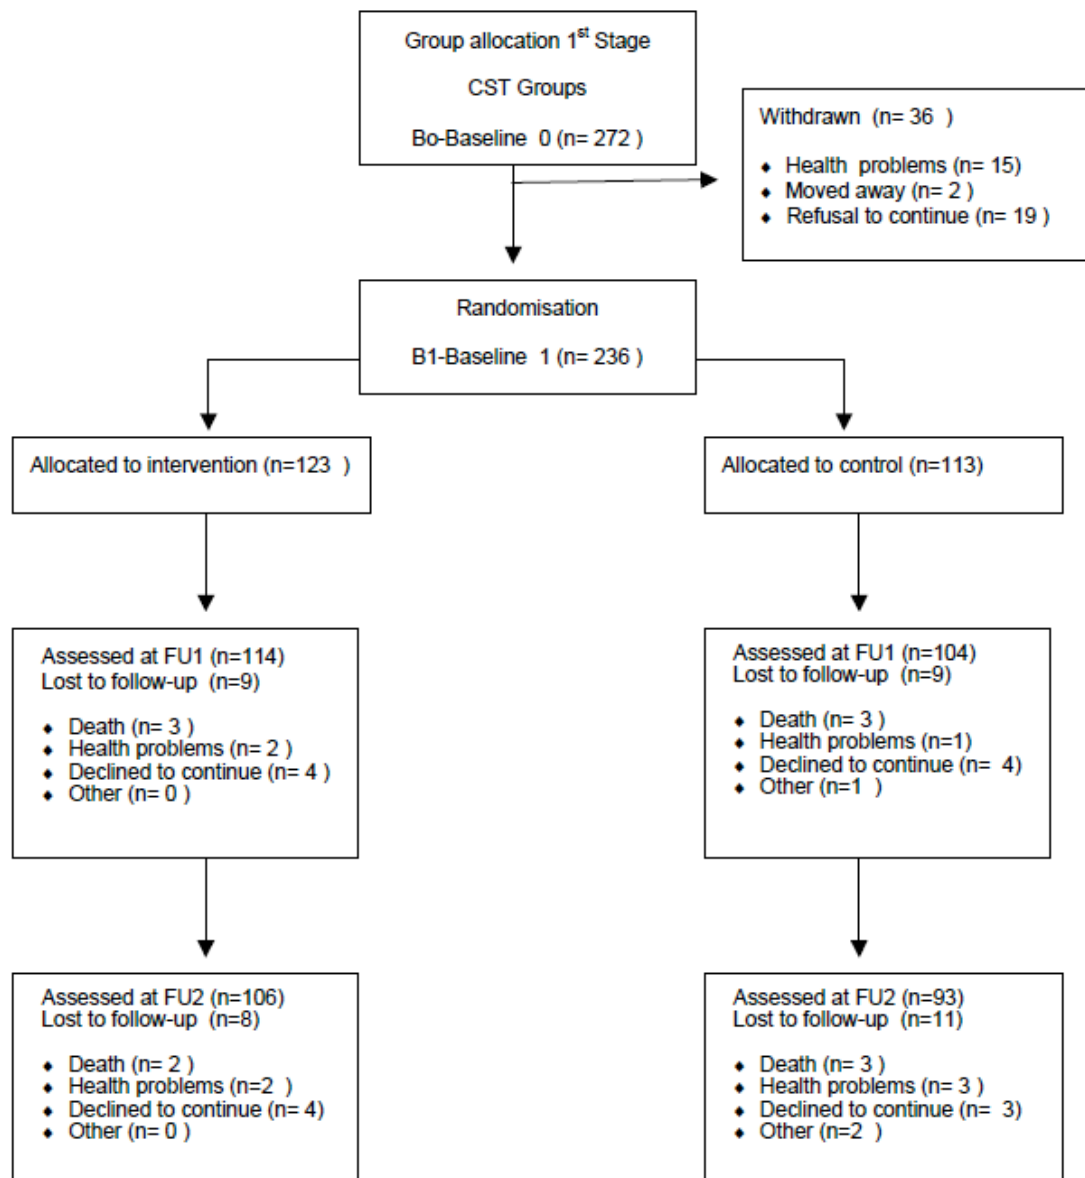 Group allocation 1st Stage
CST Groups
Bo-Baseline 0 (n= 272 )
Withdrawn (n= 36 )
♦ Health problems (n= 15)
♦ Moved away (n= 2 )
♦ Refusal to continue (n= 19 )
Randomisation
B1-Baseline 1 (n= 236 )
Allocated to intervention (n=123 )
Allocated to control (n=113)
Assessed at FU1 (n=114)
Lost to follow-up (n=9)
♦ Death (n= 3 )
♦ Health problems (n= 2 )
♦ Declined to continue (n= 4 )
♦ Other (n= 0 )
Assessed at FU1 (n=104)
Lost to follow-up (n=9)
♦ Death (n= 3 )
♦ Health problems (n=1)
♦ Declined to continue (n= 4)
♦ Other (n=1 )
Assessed at FU2 (n=106)
Lost to follow-up (n=8)
♦ Death (n= 2 )
♦ Health problems (n=2 )
♦ Declined to continue (n= 4)
♦ Other (n= 0 )
Assessed at FU2 (n=93)
Lost to follow-up (n=11)
♦ Death (n= 3 )
♦ Health problems (n= 3 )
♦ Declined to continue (n= 3)
♦ Other (n=2 )